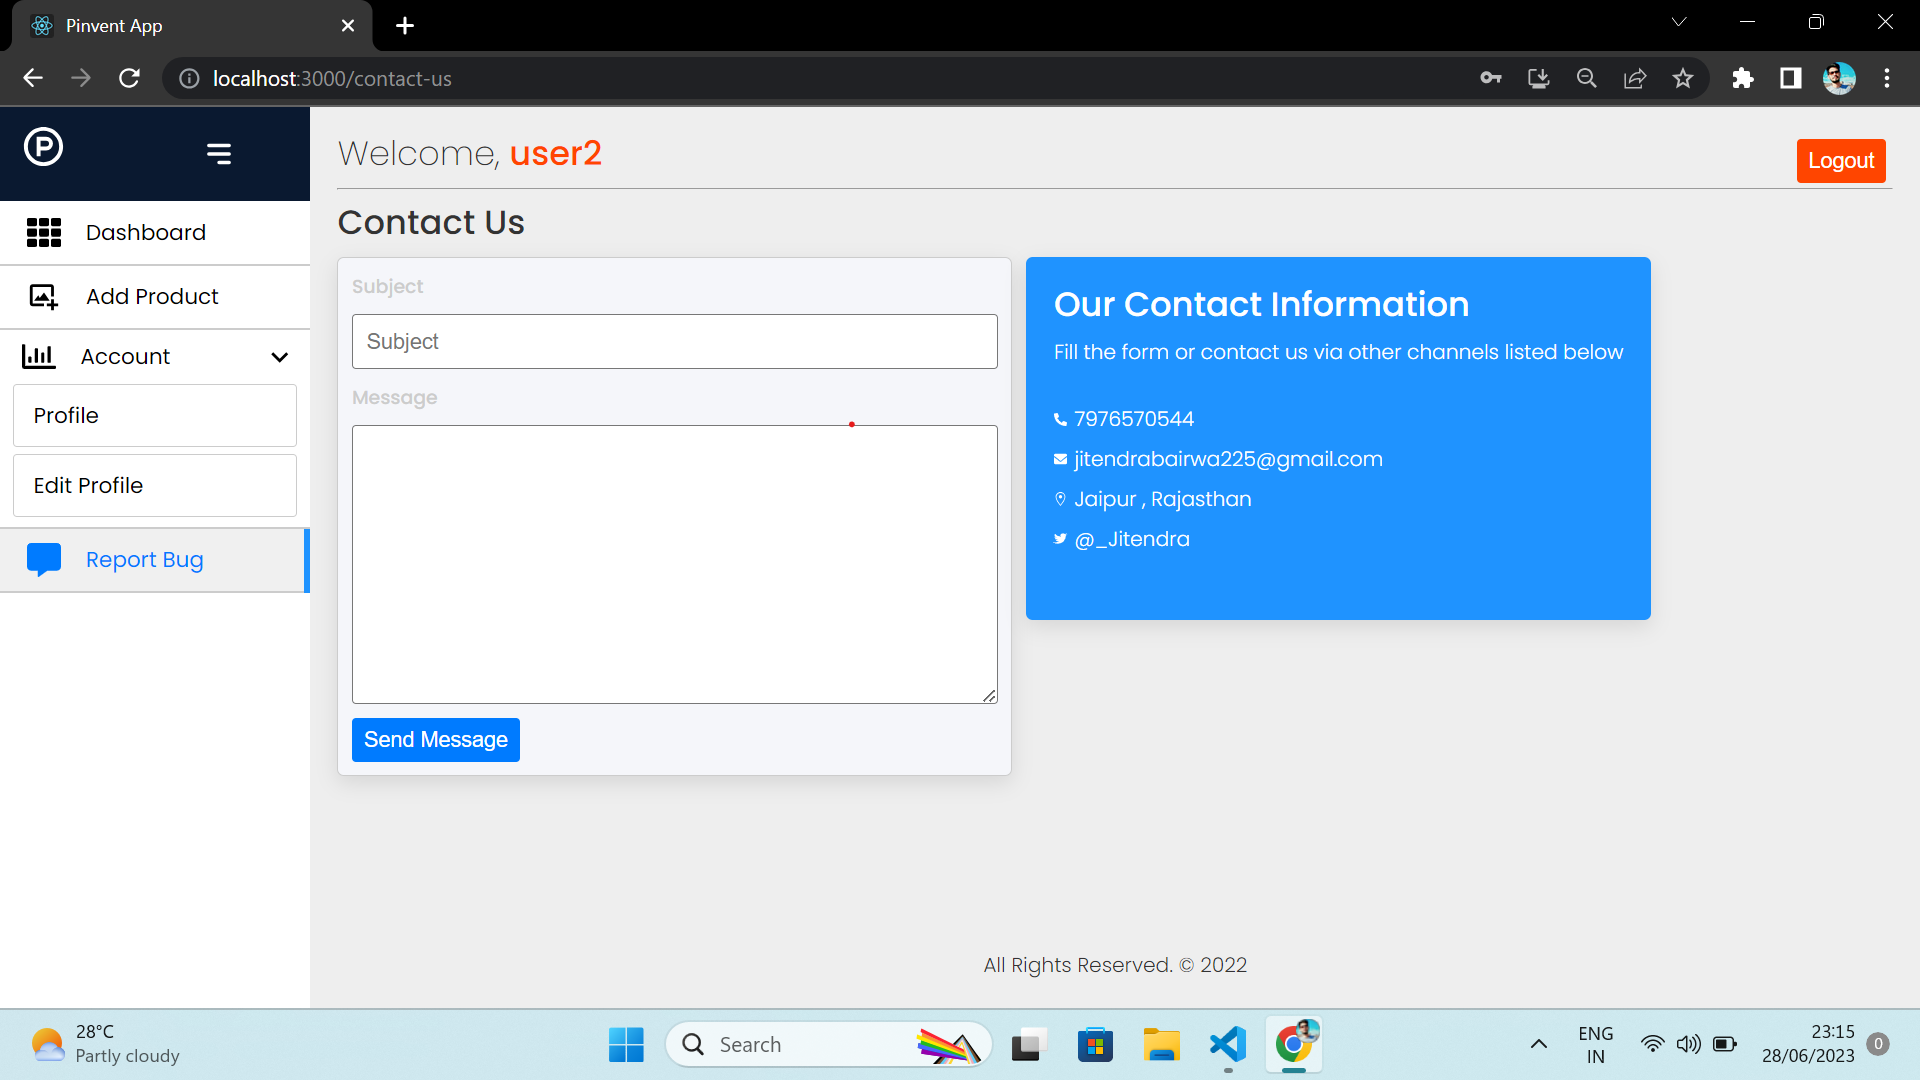 Pinvent App
localhost:3000/contact-us
P
Welcome, user2
Logout
Dashboard
Add Product
Account
Profile
Edit Profile
Report Bug
Contact Us
Subject
Subject
Message
Send Message
Our Contact Information
Fill the form or contact us via other channels listed below
7976570544
jitendrabairwa225@gmail.com
Jaipur , Rajasthan
@_Jitendra
All Rights Reserved. © 2022
28°C
Partly cloudy
Search
ENG
IN
23:15
28/06/2023
0